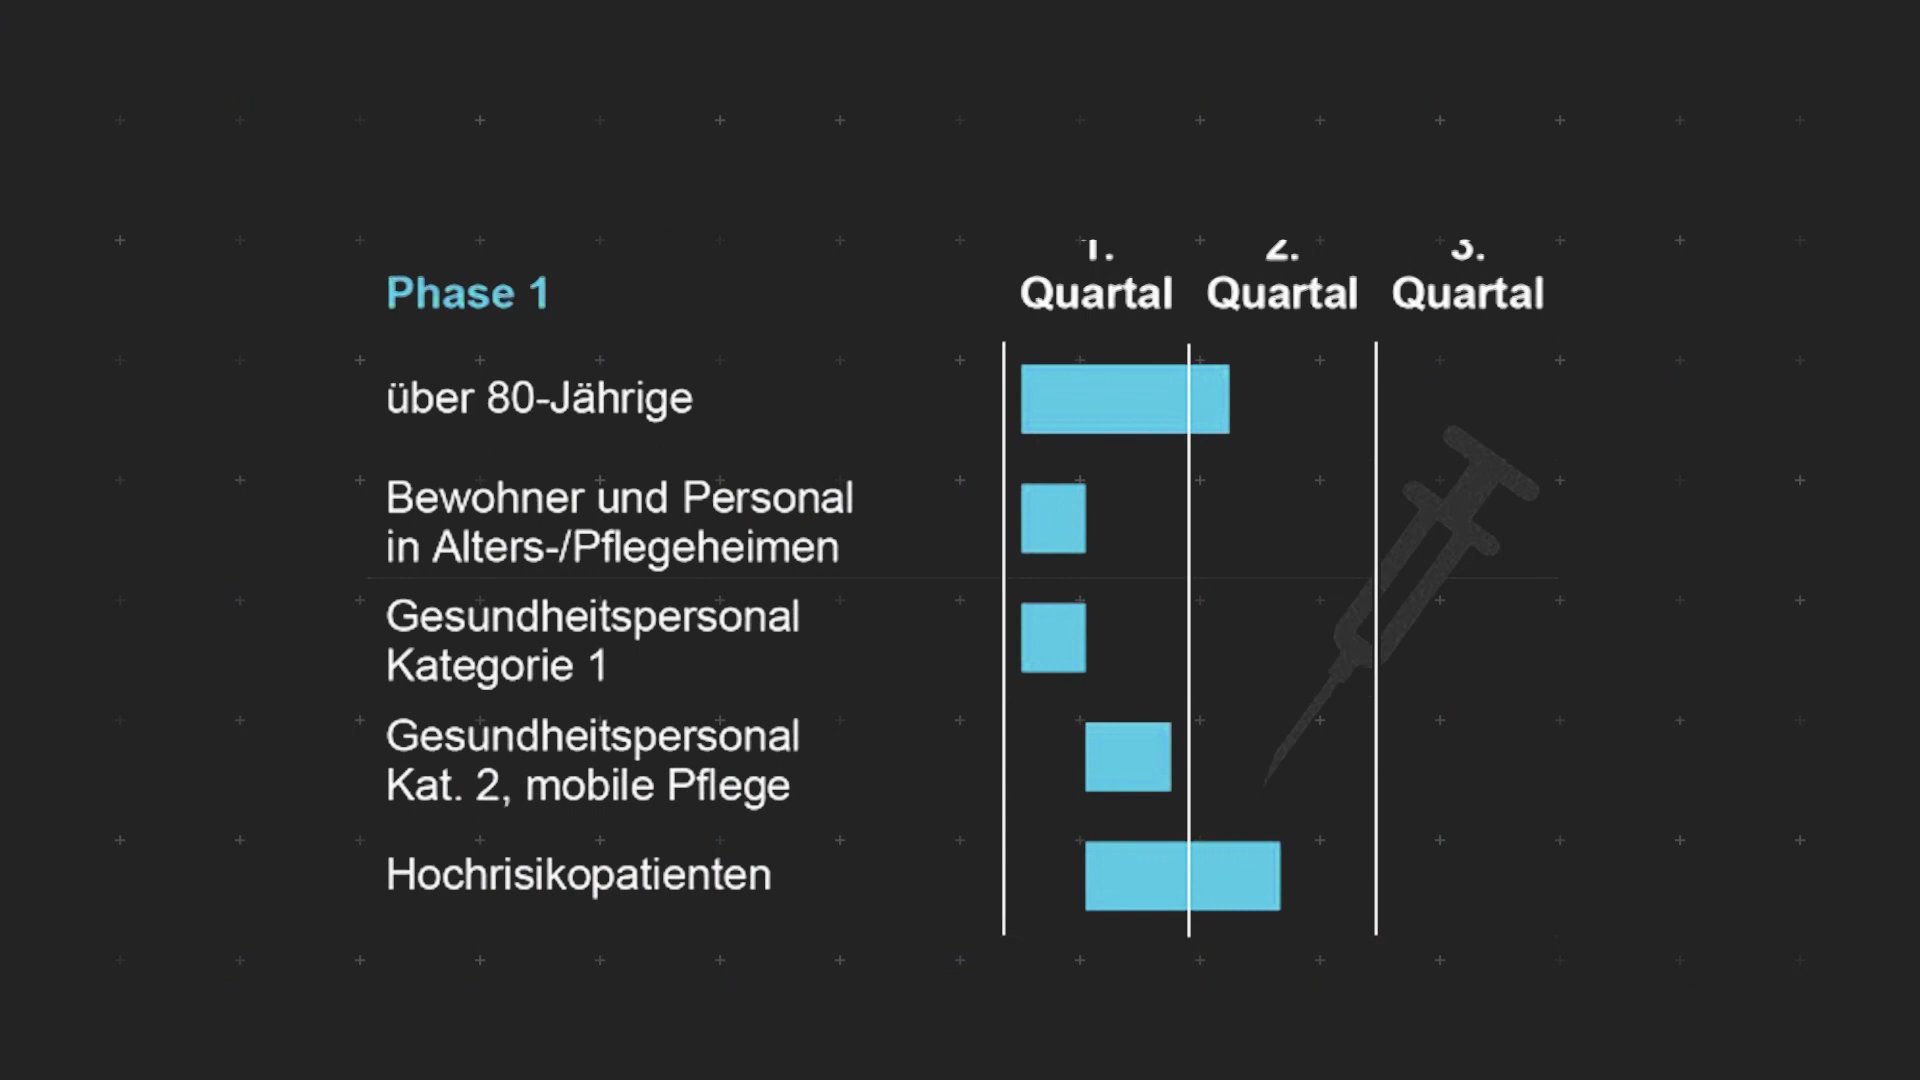 1. 2. 3.
Phase 1 Quartal Quartal Quartal
über 80-Jährige
Bewohner und Personal
in Alters-/Pflegeheimen
Gesundheitspersonal
Kategorie 1
Gesundheitspersonal
Kat. 2, mobile Pflege
Hochrisikopatienten